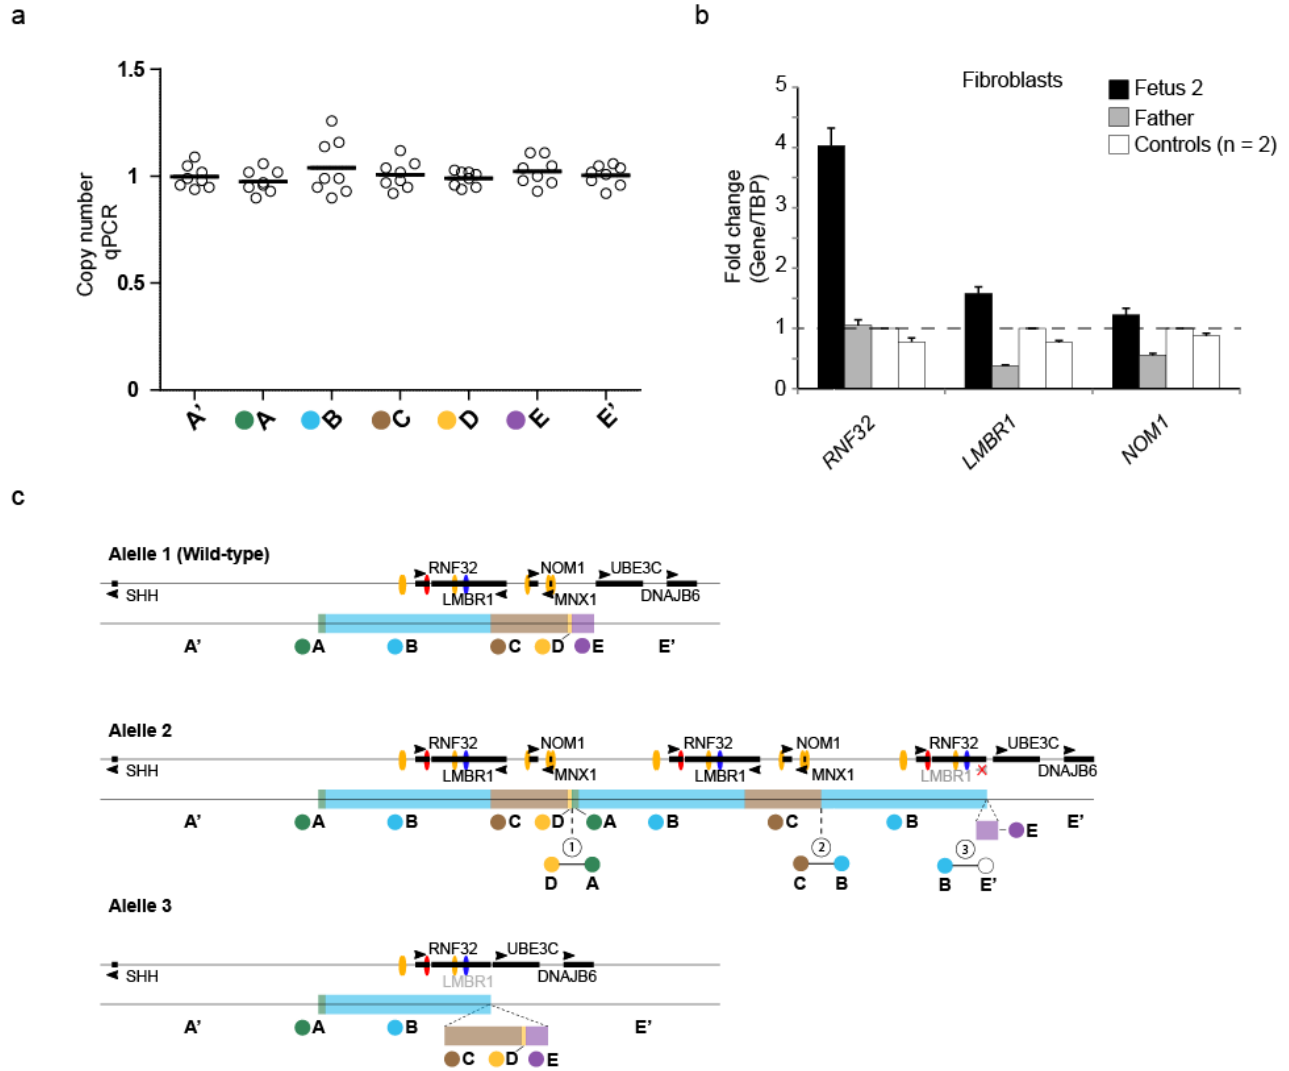 a
1.5
1
0.5
0
Copy number
qPCR
A’
A
B
C
D
E
E’
b
Fibroblasts
Fetus 2
Father
Controls (n = 2)
5
4
3
2
1
0
Fold change
(Gene/TBP)
RNF32
LMBR1
NOM1
c
Alelle 1 (Wild-type)
RNF32 NOM1 UBE3C
SHH LMBR1 MNX1 DNAJB6
A’ A B C D E E’
Alelle 2
RNF32 NOM1 RNF32 NOM1 RNF32 UBE3C
SHH LMBR1 MNX1 LMBR1 MNX1 LMBR1 DNAJB6
A’ A B C D A B C B E E’
1 2 3
D A C B B E’
Alelle 3
RNF32 UBE3C
SHH LMBR1 DNAJB6
A’ A B E’
C D E